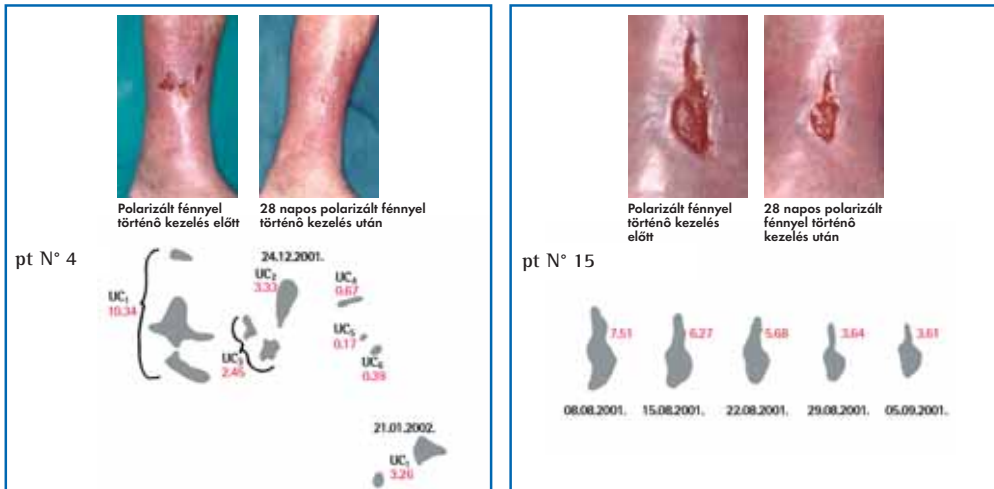 Polarizált fénnyel
történô kezelés elôtt
28 napos polarizált fénnyel
történô kezelés után
pt N° 4
24.12.2001.
UC₁
10.34
UC₂
3.33
UC₃
2.45
UC₄
0.67
UC₅
0.17
UC₆
0.39
21.01.2002.
UC₁
3.26
Polarizált fénnyel
történô kezelés
elôtt
28 napos polarizált
fénnyel történô
kezelés után
pt N° 15
7.51
6.27
5.68
3.64
3.61
08.08.2001.
15.08.2001.
22.08.2001.
29.08.2001.
05.09.2001.